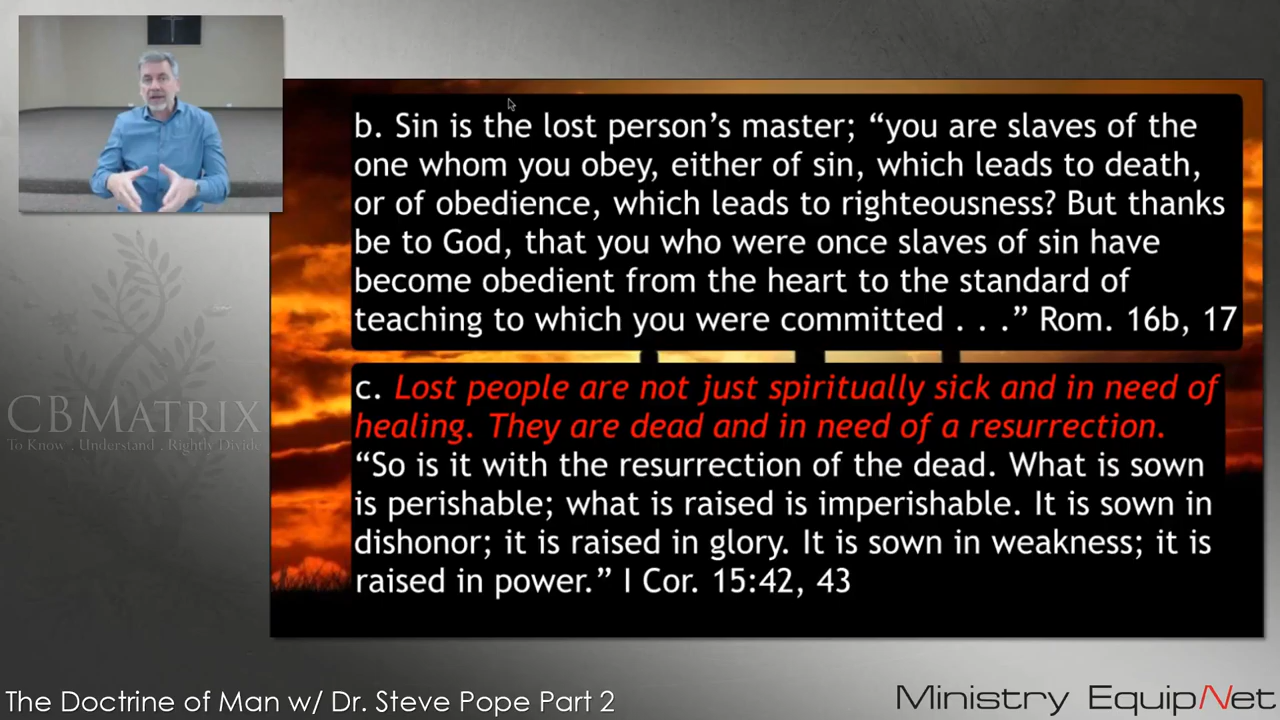 b. Sin is the lost person's master; “you are slaves of the
one whom you obey, either of sin, which leads to death,
or of obedience, which leads to righteousness? But thanks
be to God, that you who were once slaves of sin have
become obedient from the heart to the standard of
teaching to which you were committed . . .” Rom. 16b, 17
c. Lost people are not just spiritually sick and in need of
healing. They are dead and in need of a resurrection.
“So is it with the resurrection of the dead. What is sown
is perishable; what is raised is imperishable. It is sown in
dishonor; it is raised in glory. It is sown in weakness; it is
raised in power.” I Cor. 15:42, 43
CBMATRIX
To Know . Understand . Rightly Divide
The Doctrine of Man w/ Dr. Steve Pope Part 2
Ministry EquipNet